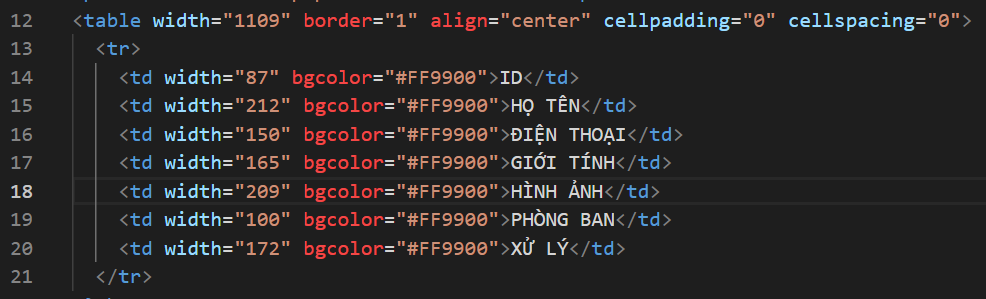 12 <table width="1109" border="1" align="center" cellpadding="0" cellspacing="0">
13 <tr>
14 <td width="87" bgcolor="#FF9900">ID</td>
15 <td width="212" bgcolor="#FF9900">HỌ TÊN</td>
16 <td width="150" bgcolor="#FF9900">ĐIỆN THOẠI</td>
17 <td width="165" bgcolor="#FF9900">GIỚI TÍNH</td>
18 <td width="209" bgcolor="#FF9900">HÌNH ẢNH</td>
19 <td width="100" bgcolor="#FF9900">PHÒNG BAN</td>
20 <td width="172" bgcolor="#FF9900">XỬ LÝ</td>
21 </tr>